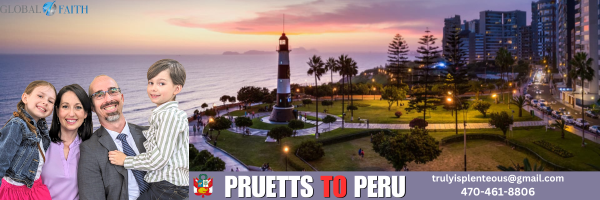 GLOBAL FAITH
PRUETTS TO PERU
trulyisplenteous@gmail.com
470-461-8806